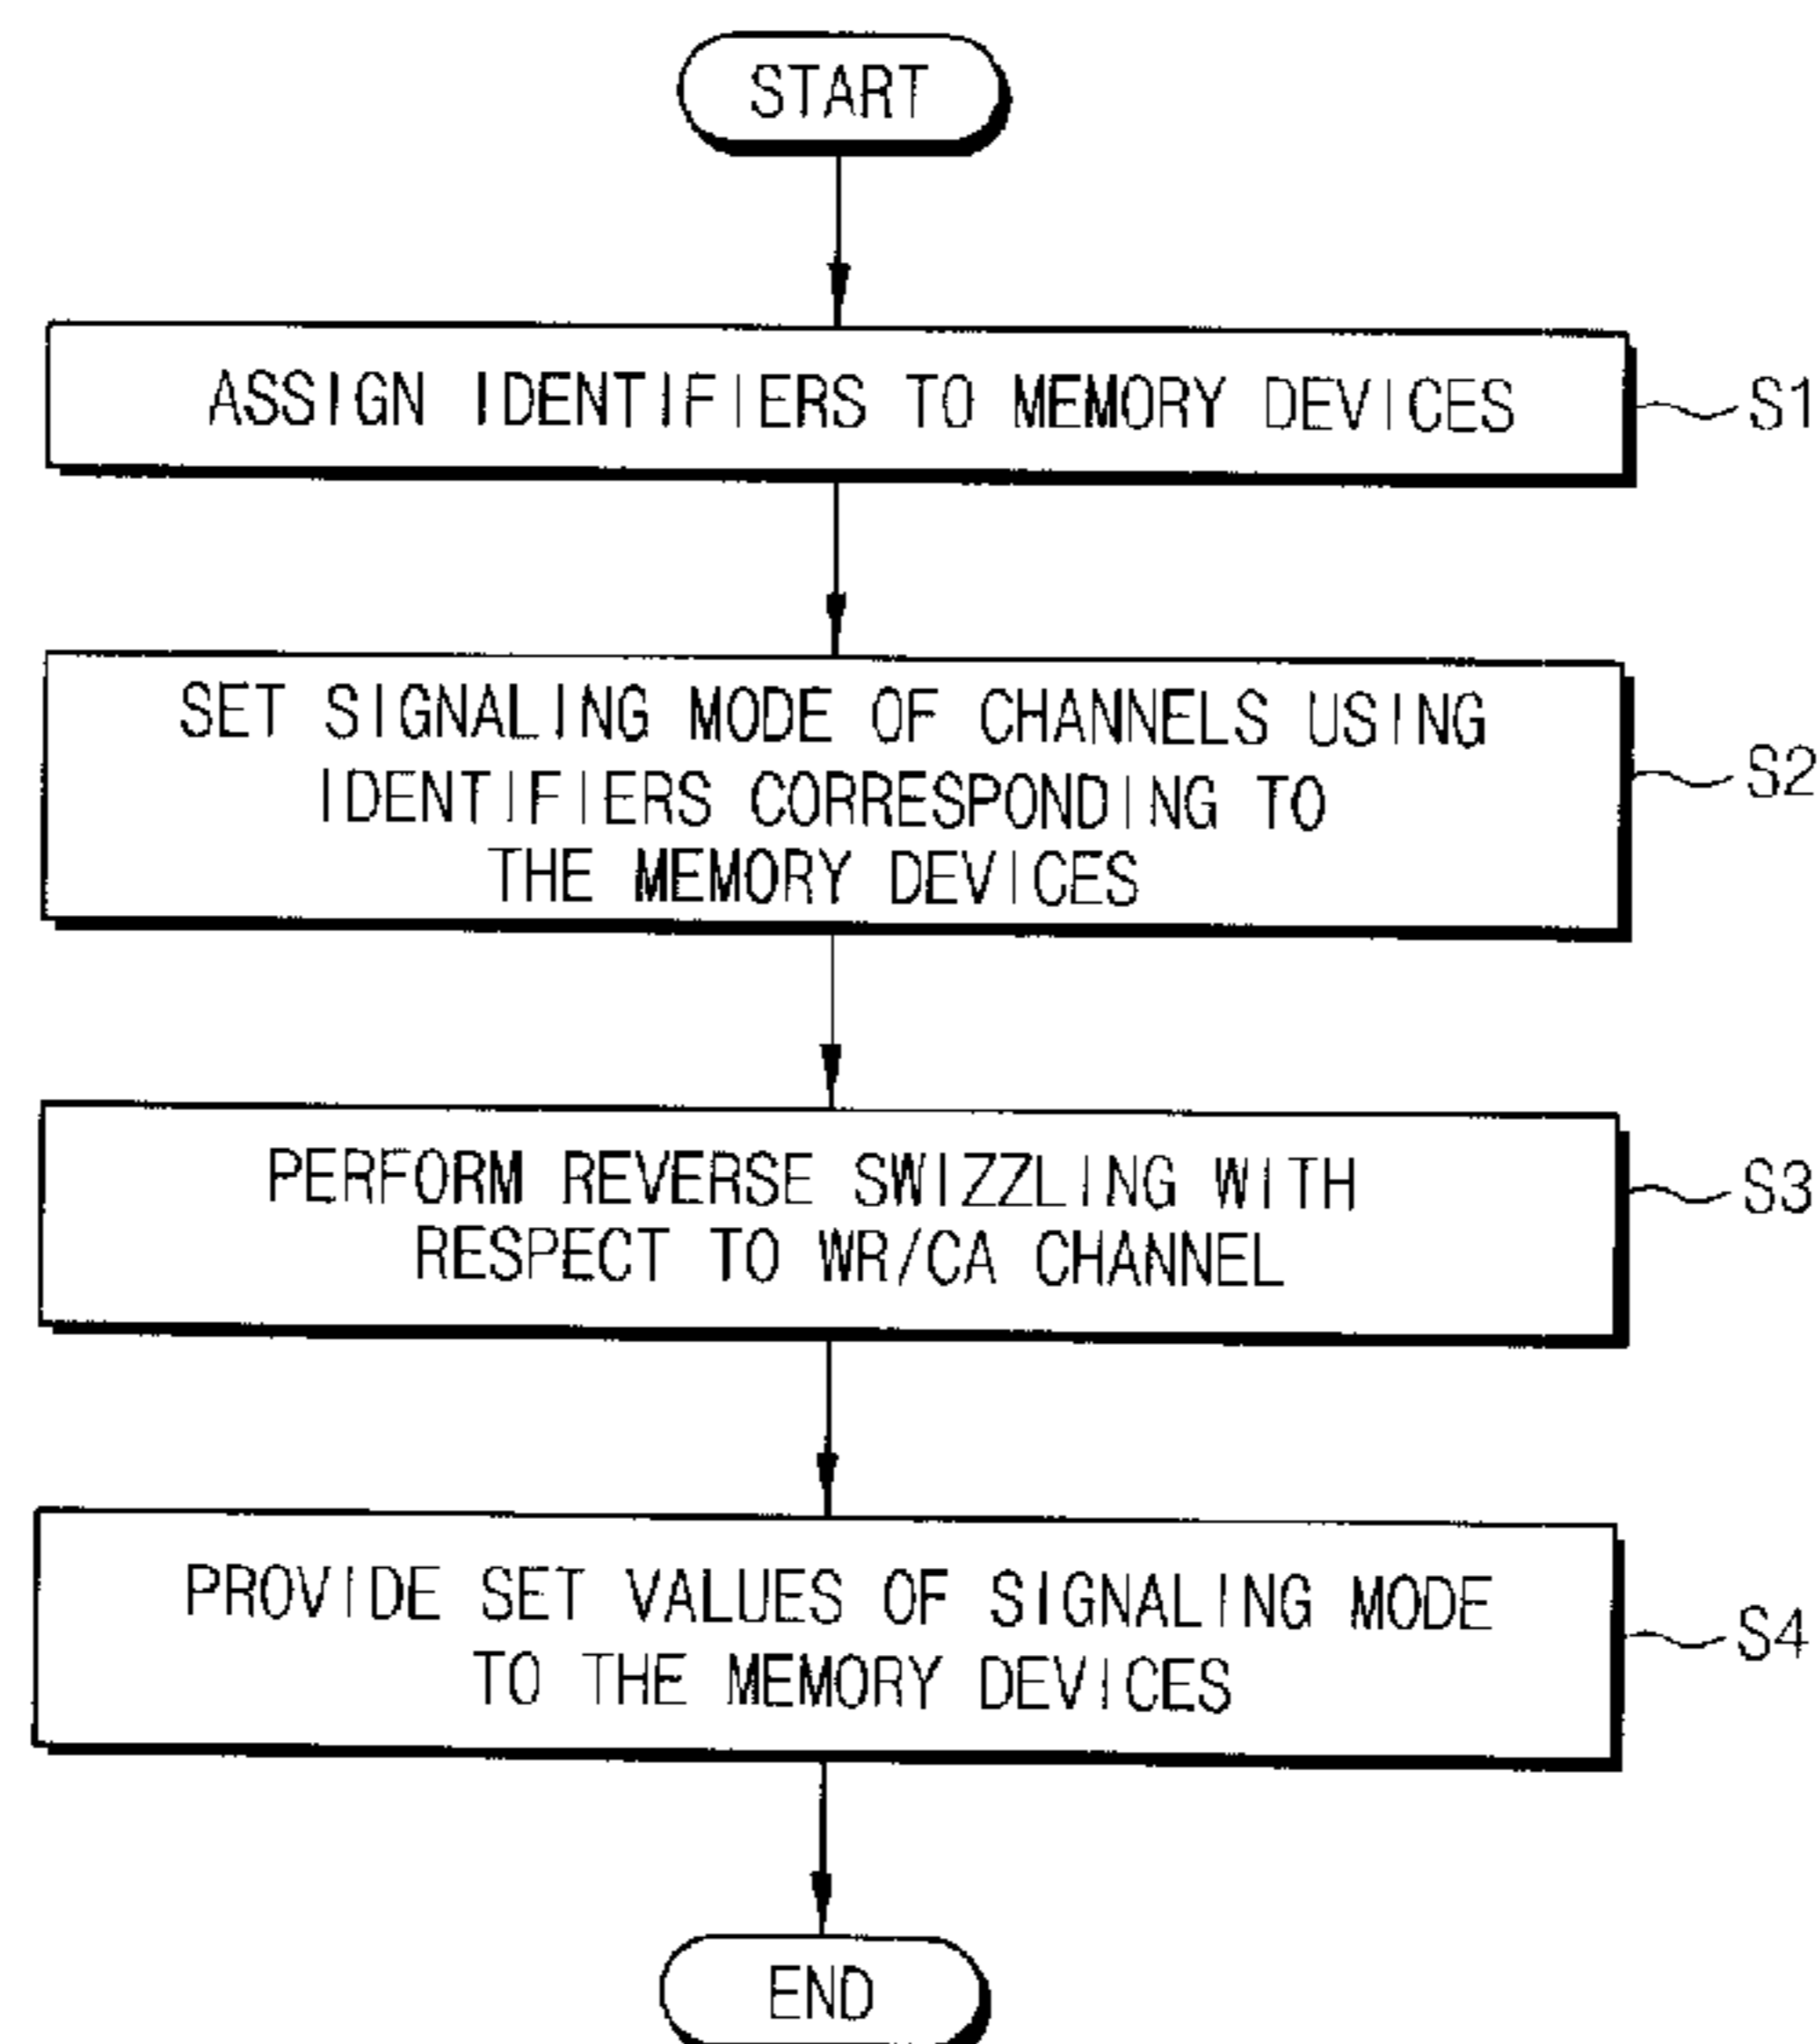 START
ASSIGN IDENTIFIERS TO MEMORY DEVICES
S1
SET SIGNALING MODE OF CHANNELS USING
IDENTIFIERS CORRESPONDING TO
THE MEMORY DEVICES
S2
PERFORM REVERSE SWIZZLING WITH
RESPECT TO WR/CA CHANNEL
S3
PROVIDE SET VALUES OF SIGNALING MODE
TO THE MEMORY DEVICES
S4
END